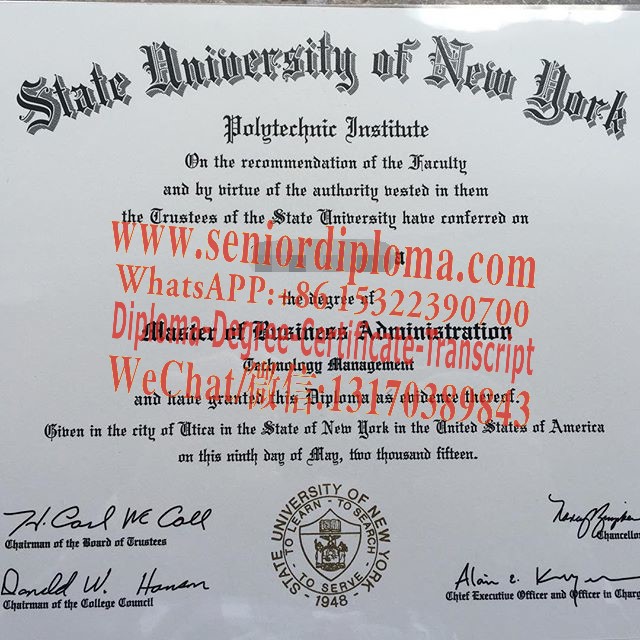 State University of New York
Polytechnic Institute
On the recommendation of the Faculty
and by virtue of the authority vested in them
the Trustees of the State University have conferred on
www.seniordiploma.com
a
WhatsAPP:+86 15322390700
the degree of
Master of Business Administration
Diploma-Degree-Certificate-Transcript
Technology Management
WeChat/微信:13170389843
and have granted this Diploma as evidence thereof.
Given in the city of Utica in the State of New York in the United States of America
on this ninth day of May, two thousand fifteen.
H. Carl McCall
Chairman of the Board of Trustees
Chancello
Donald W. Hanson
Chairman of the College Council
Chief Executive Officer and Officer in Charg
STATE UNIVERSITY OF NEW YORK
TO LEARN - TO SEARCH - TO SERVE
1948